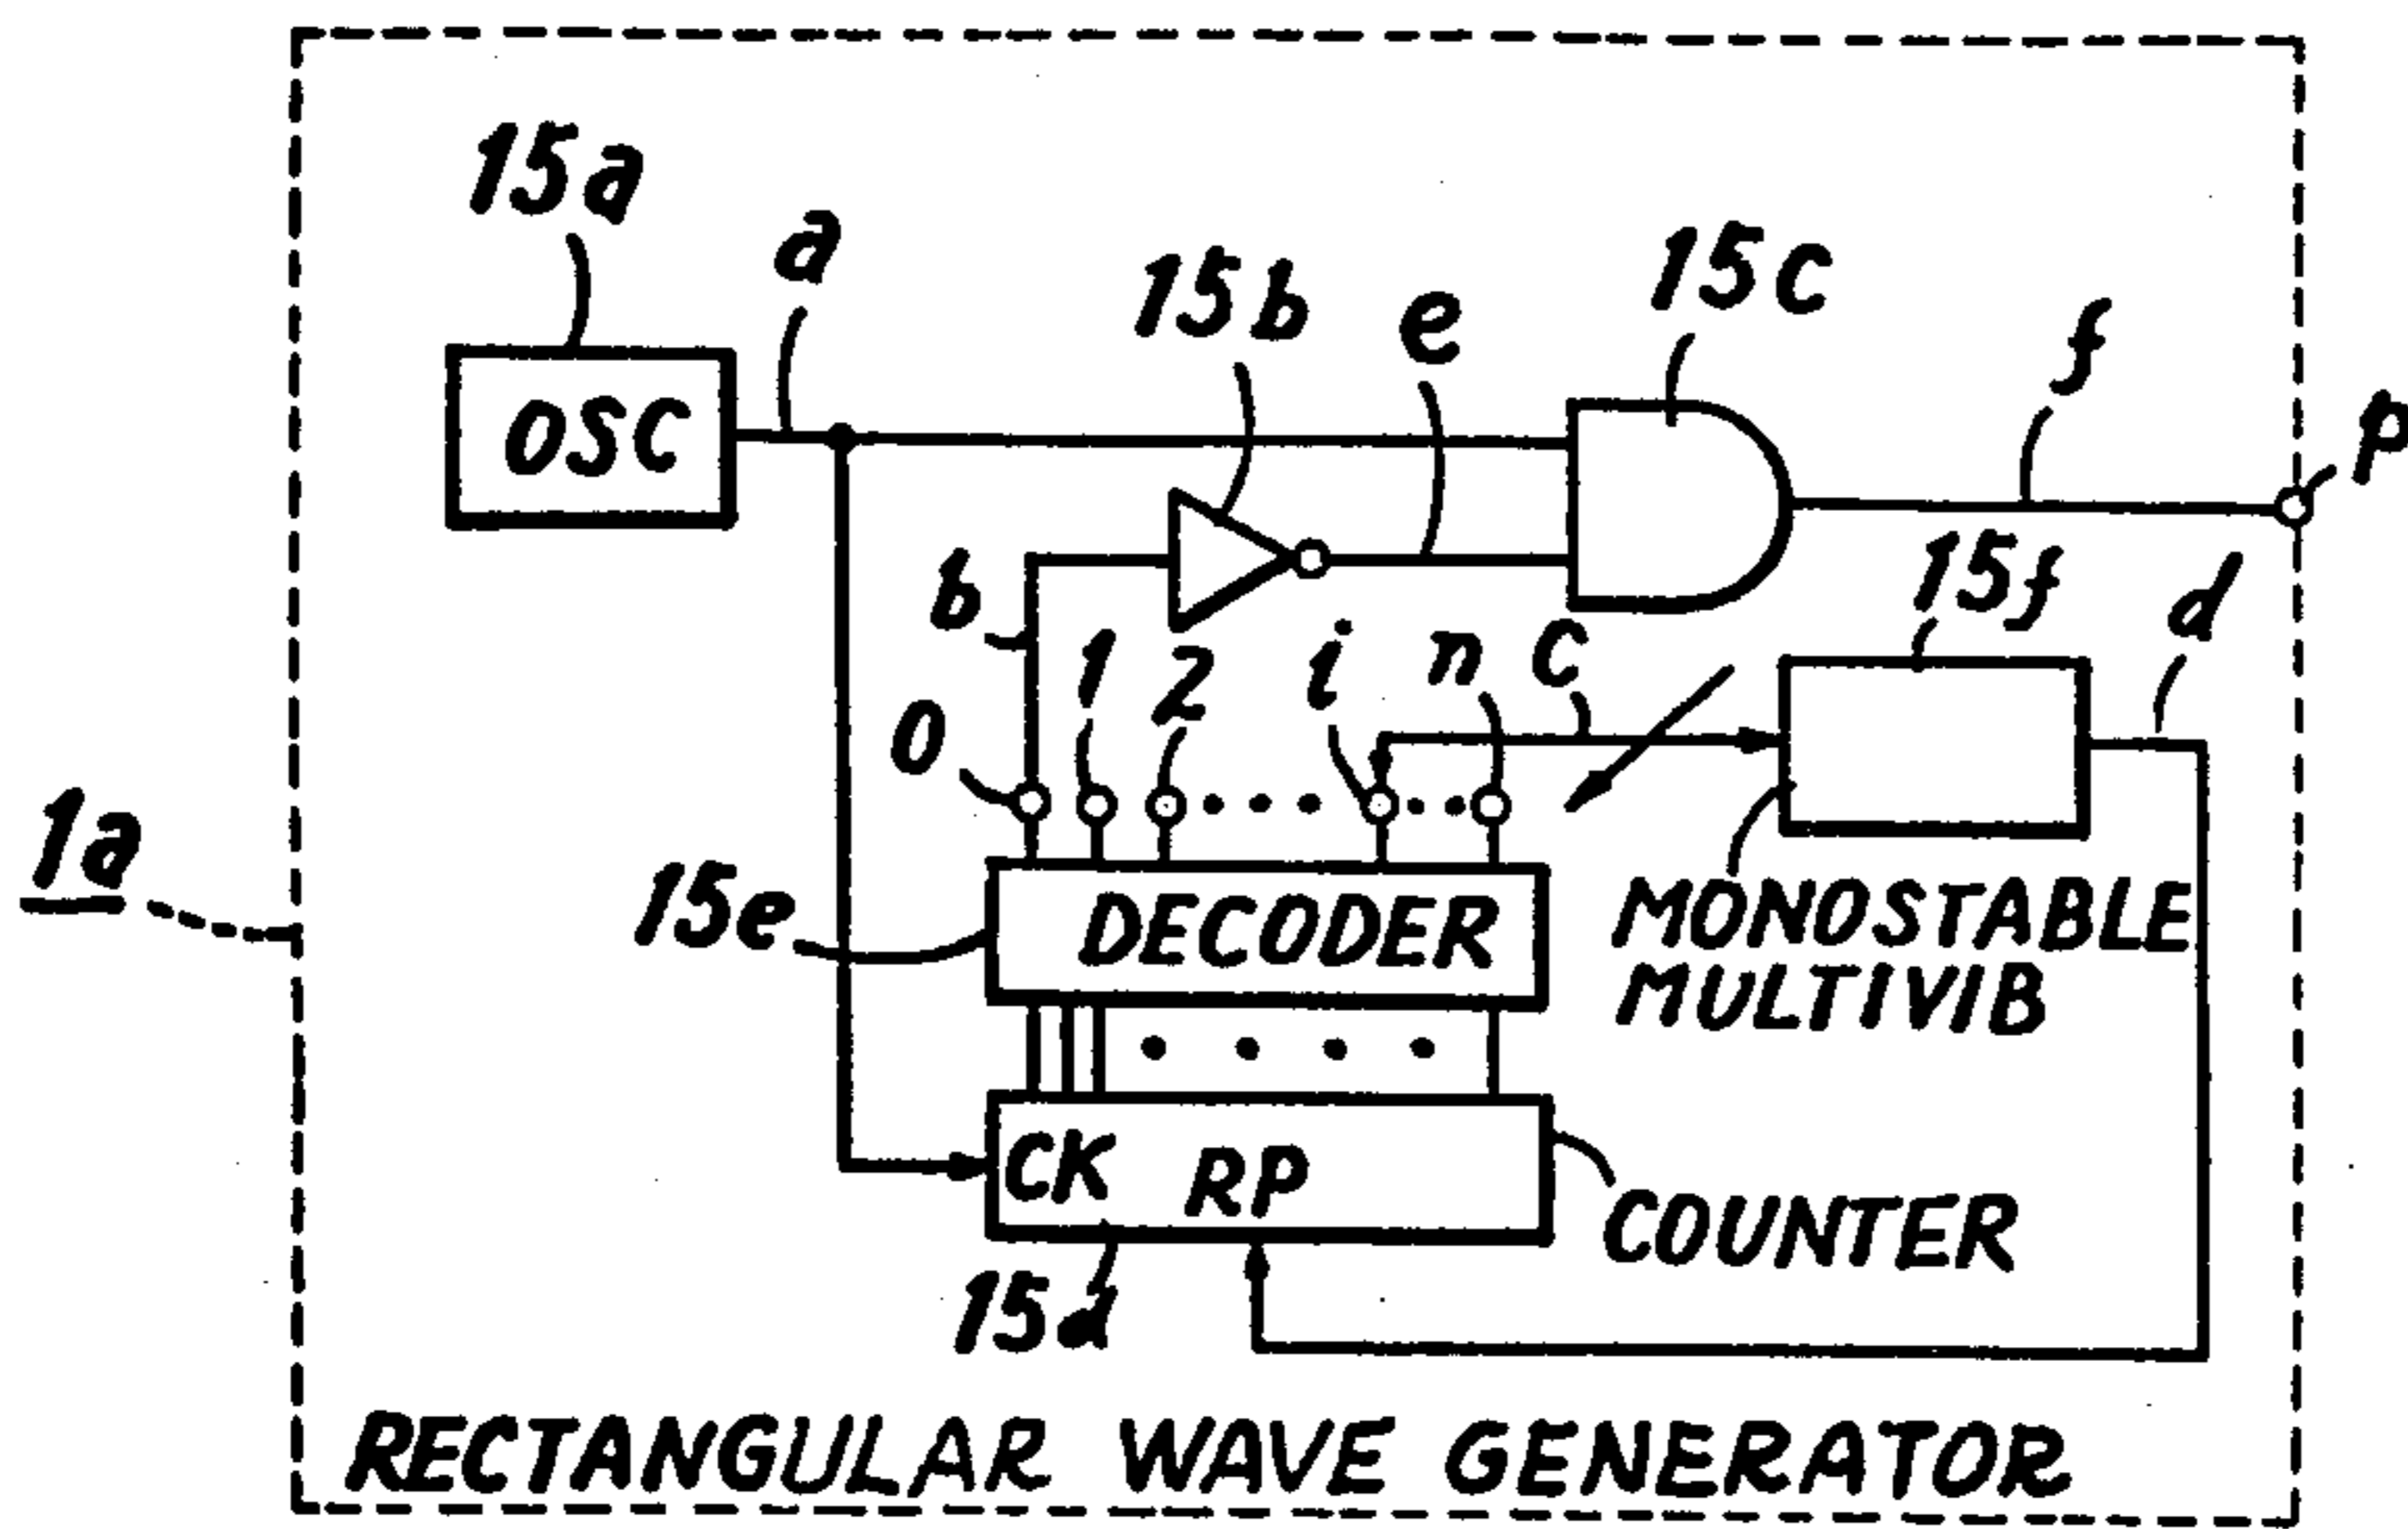 15a
a
15b
e
15c
f
p
OSC
b
1
2
i
n
c
15f
d
0
1a
15e
DECODER
MONOSTABLE
MULTIVIB
CK RP
COUNTER
15d
RECTANGULAR WAVE GENERATOR